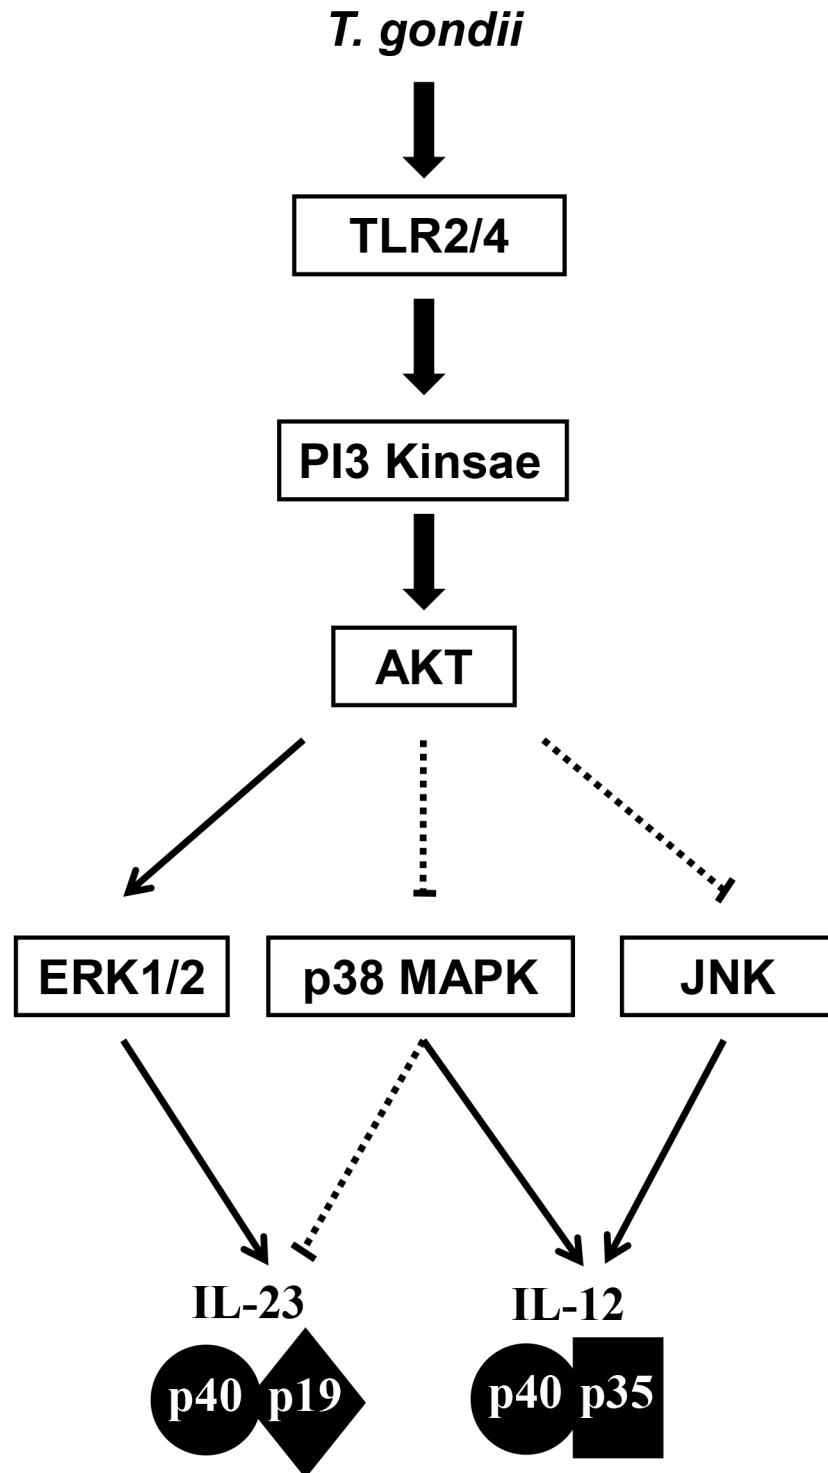 T. gondii
TLR2/4
PI3 Kinsae
AKT
ERK1/2
p38 MAPK
JNK
IL-23
IL-12
p40
p19
p40
p35